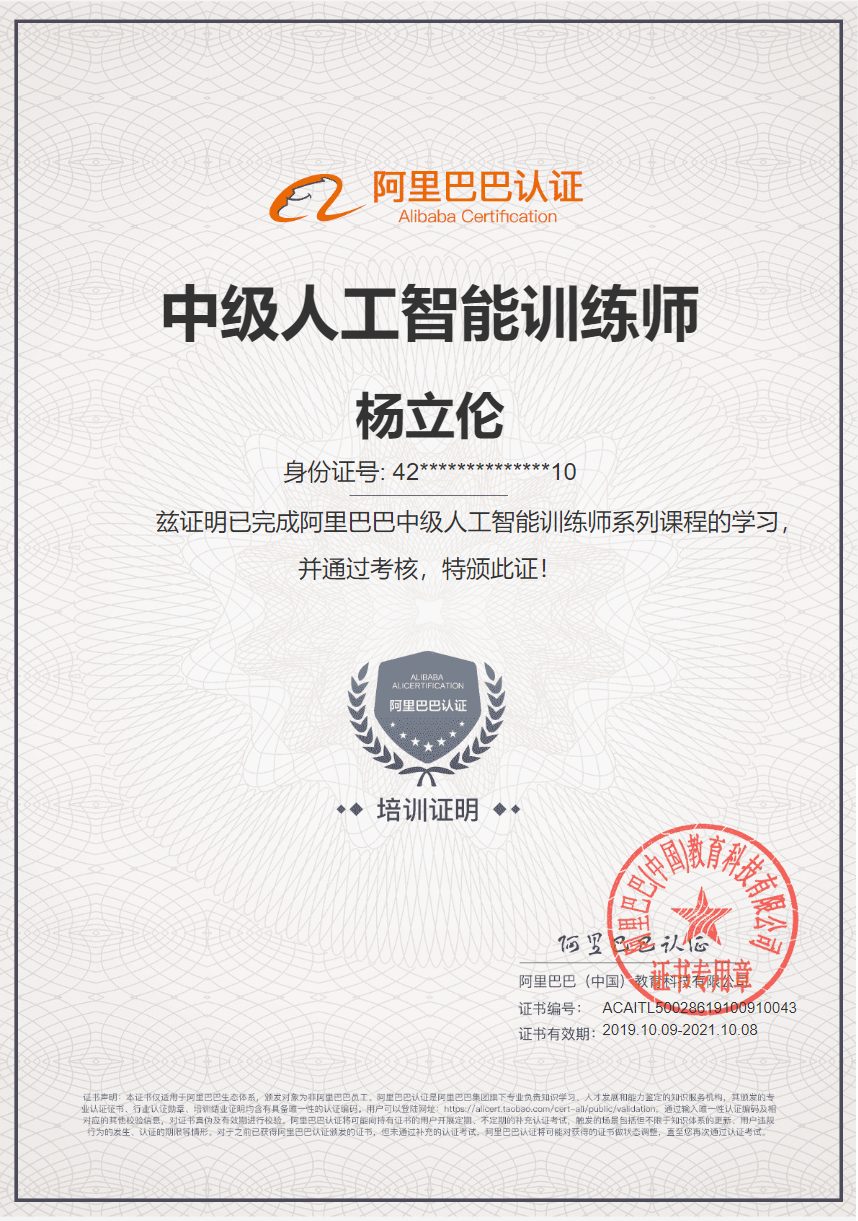 阿里巴巴认证
Alibaba Certification
中级人工智能训练师
杨立伦
身份证号: 42**************10
兹证明已完成阿里巴巴中级人工智能训练师系列课程的学习，
并通过考核，特颁此证！
ALIBABA
ALICERTIFICATION
阿里巴巴认证
培训证明
阿里巴巴(中国)教育科技有限公司
证书专用章
阿里巴巴认证
阿里巴巴（中国）教育科技有限公司
证书编号： ACAITL50028619100910043
证书有效期： 2019.10.09-2021.10.08
证书声明：本证书仅适用于阿里巴巴生态体系，颁发对象为非阿里巴巴员工。阿里巴巴认证是阿里巴巴集团旗下专业负责知识学习、人才发展和能力鉴定的知识服务机构，其颁发的专
业认证证书、行业认证勋章、培训结业证明均含有具备唯一性的认证编码。用户可以登陆网址：https://alicert.taobao.com/cert-ali/public/validation。通过输入唯一性认证编码及相
对应的其他校验信息，对证书真伪及有效期进行校验。阿里巴巴认证将可能向持有证书的用户开展定期、不定期的补充认证考试，触发的场景包括但不限于知识体系的更新、用户违规
行为的发生、认证的期限等情形。对于之前已获得阿里巴巴认证颁发的证书，但未通过补充的认证考试，阿里巴巴认证将可能对获得的证书做状态调整，直至您再次通过认证考试。